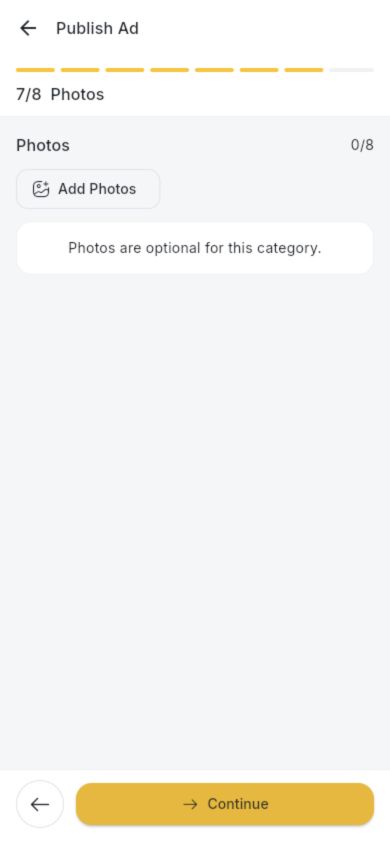 Publish Ad
7/8 Photos
Photos 0/8
Add Photos
Photos are optional for this category.
Continue